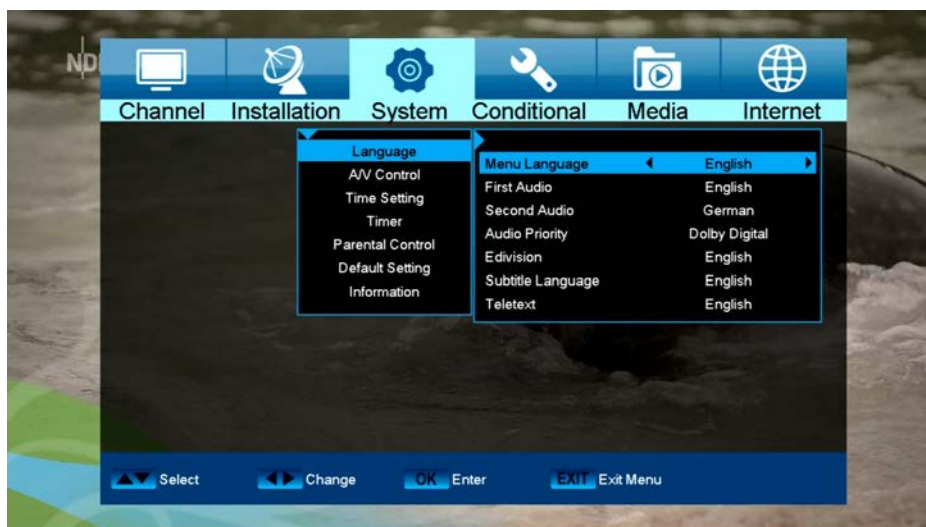 ND
Channel Installation System Conditional Media Internet
Language
A/V Control
Time Setting
Timer
Parental Control
Default Setting
Information
Menu Language English
First Audio English
Second Audio German
Audio Priority Dolby Digital
Edivision English
Subtitle Language English
Teletext English
Select Change OK Enter EXIT Exit Menu